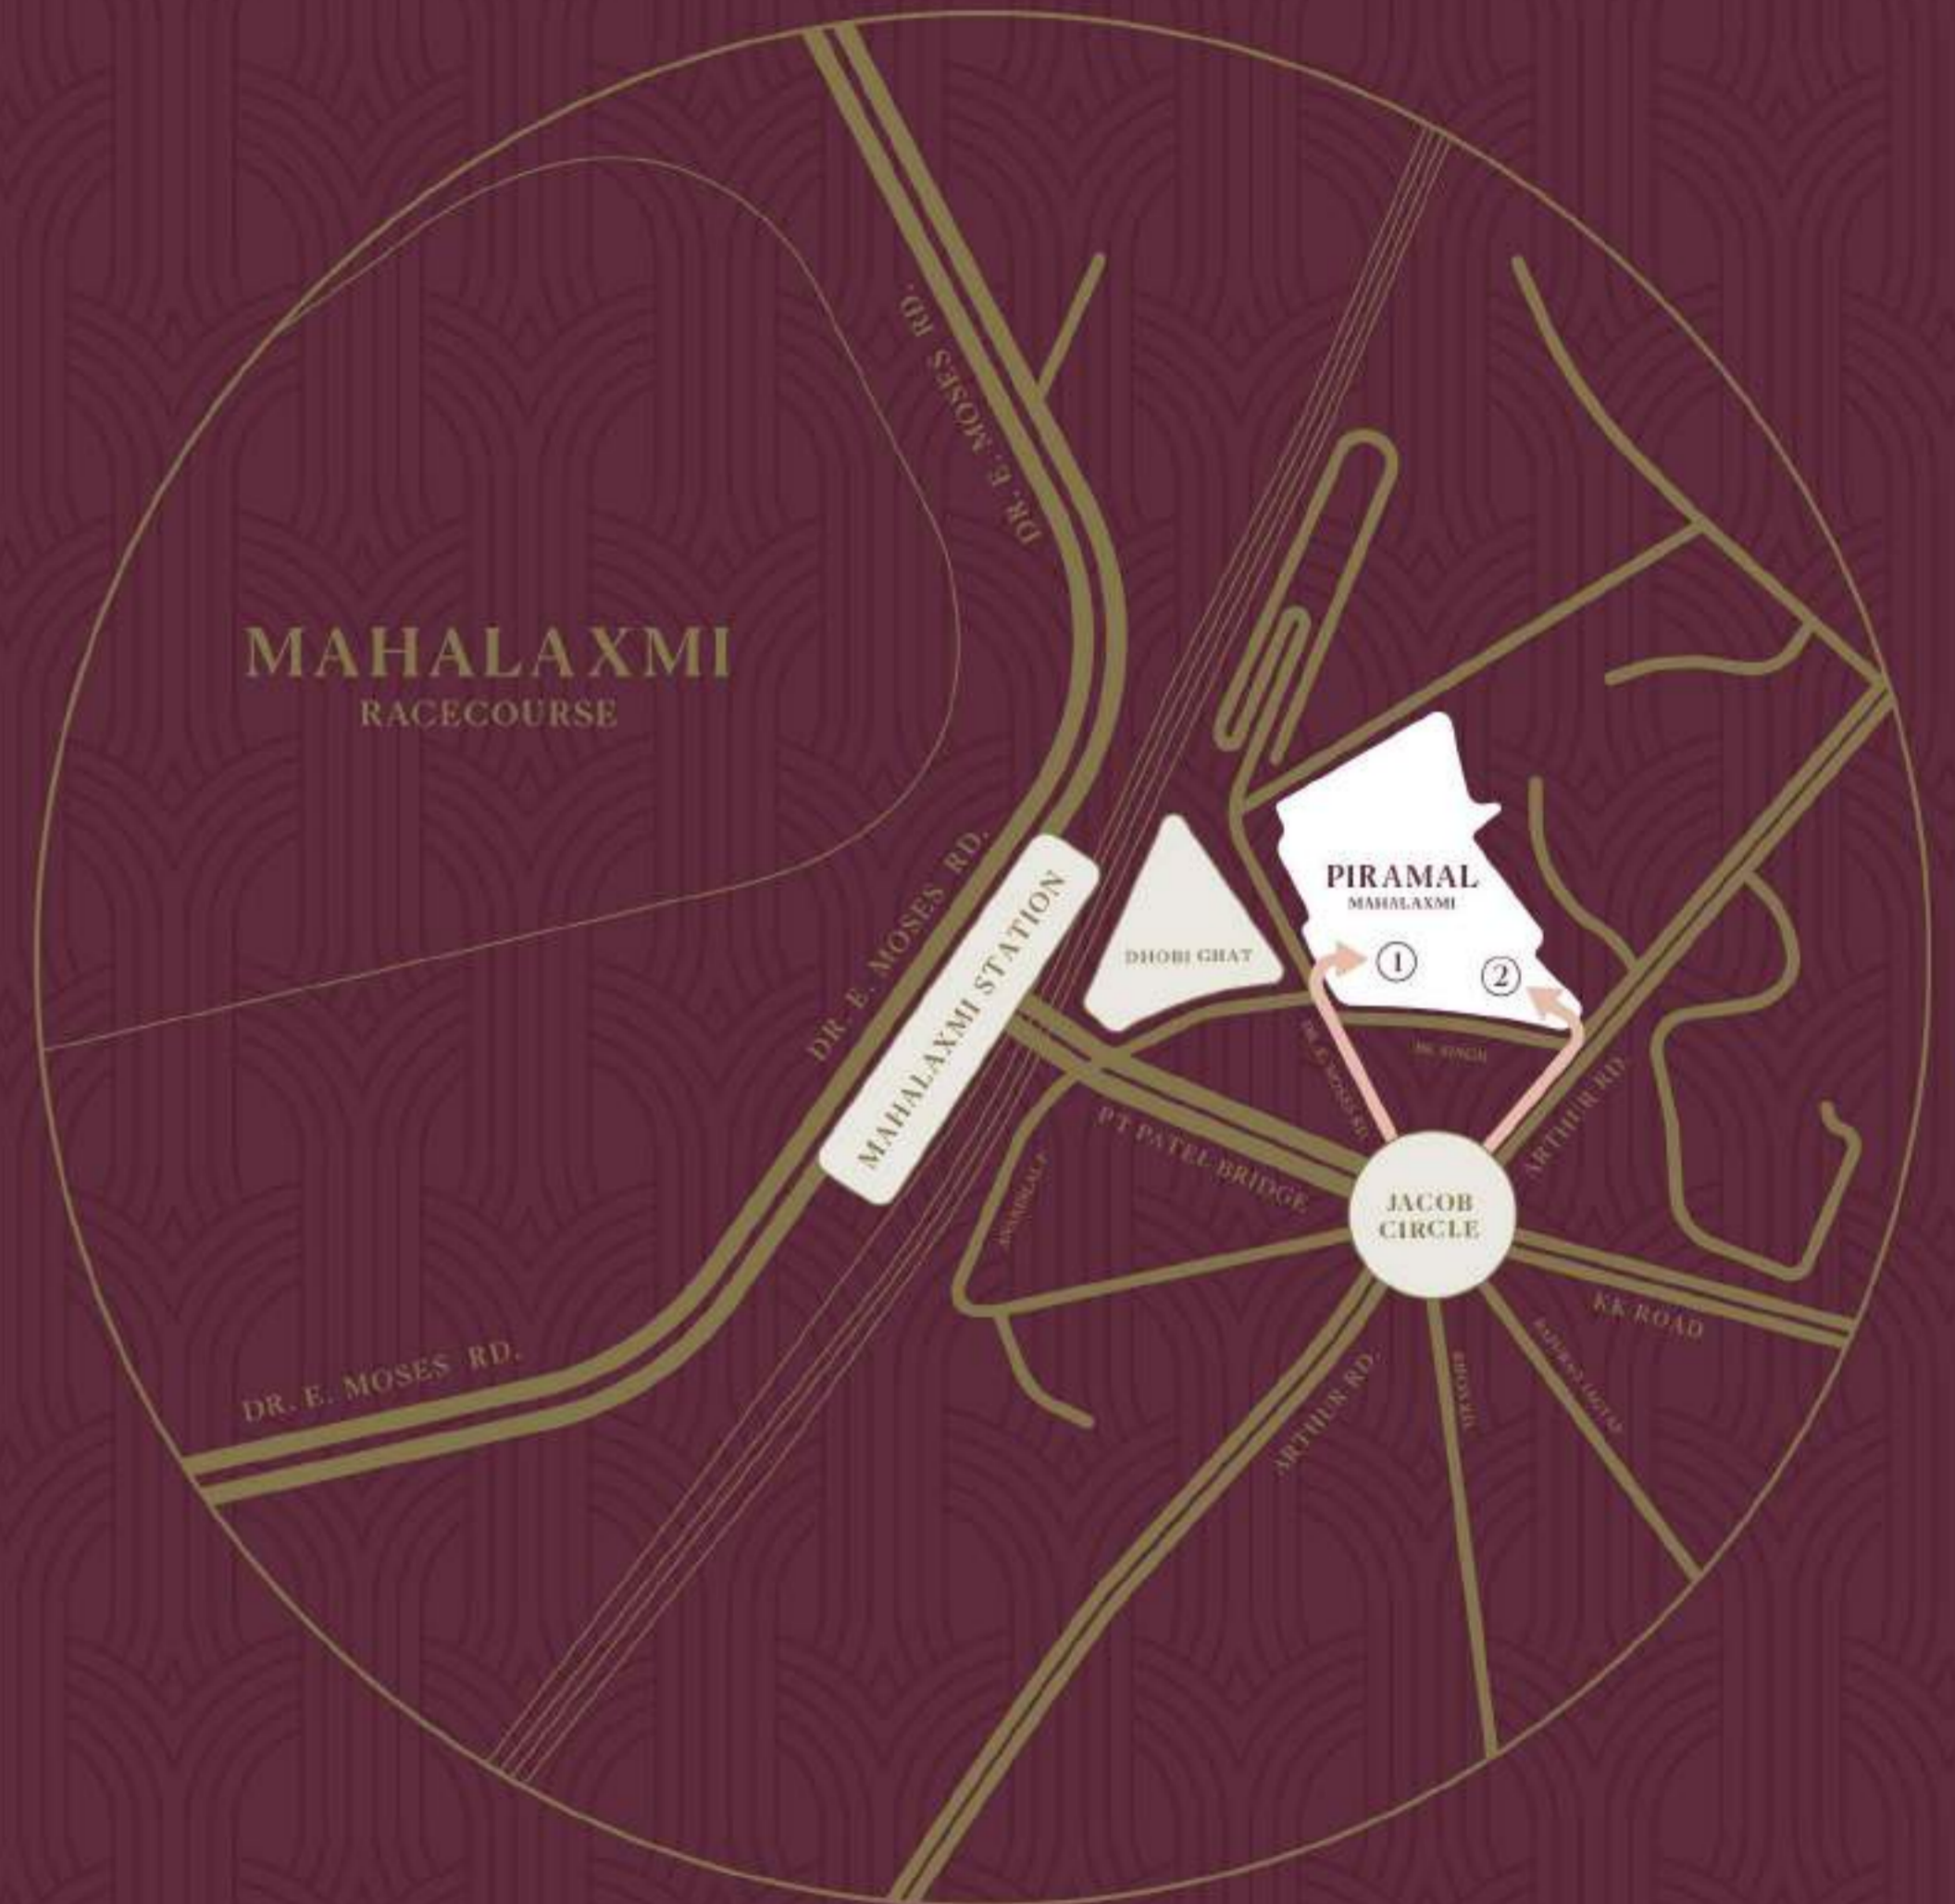 DR. E. MOSES RD.
MAHALAXMI
RACECOURSE
DR. E. MOSES RD.
MAHALAXMI STATION
DHOBI GHAT
PIRAMAL
MAHALAXMI
1
2
DR. E. MOSES RD.
ARTHUR RD.
PT PATEL BRIDGE
JACOB
CIRCLE
KK ROAD
DR. E. MOSES RD.
ARTHUR RD.